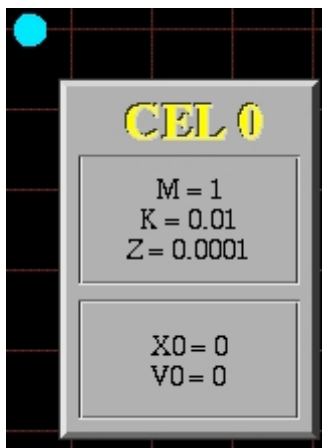 CEL 0
M = 1
K = 0.01
Z = 0.0001
X0 = 0
V0 = 0